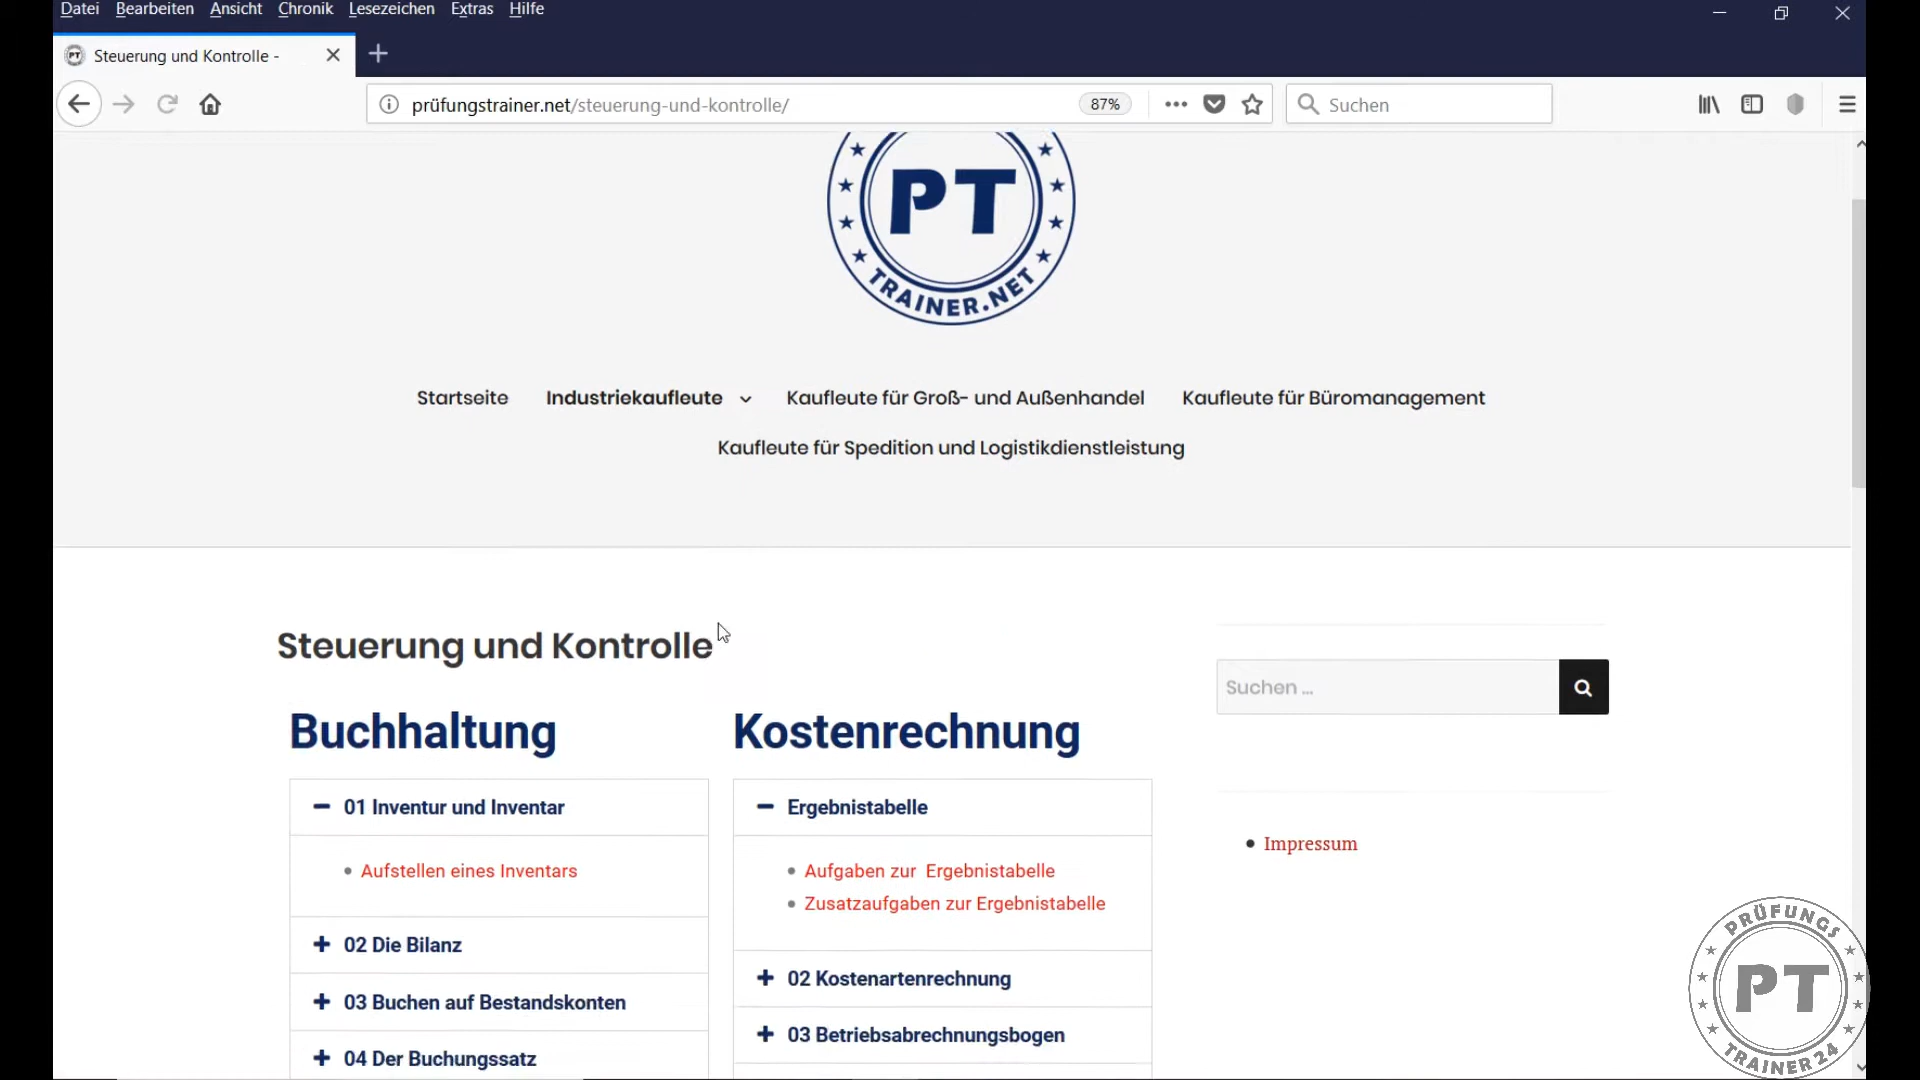 Datei Bearbeiten Ansicht Chronik Lesezeichen Extras Hilfe
Steuerung und Kontrolle -
prüfungstrainer.net/steuerung-und-kontrolle/
87%
Suchen
PT
TRAINER.NET
Startseite Industriekaufleute Kaufleute für Groß- und Außenhandel Kaufleute für Büromanagement
Kaufleute für Spedition und Logistikdienstleistung
Steuerung und Kontrolle
Suchen ...
Buchhaltung
01 Inventur und Inventar
Aufstellen eines Inventars
02 Die Bilanz
03 Buchen auf Bestandskonten
04 Der Buchungssatz
Kostenrechnung
Ergebnistabelle
Aufgaben zur Ergebnistabelle
Zusatzaufgaben zur Ergebnistabelle
02 Kostenartenrechnung
03 Betriebsabrechnungsbogen
Impressum
PRÜFUNGS
PT
TRAINER24